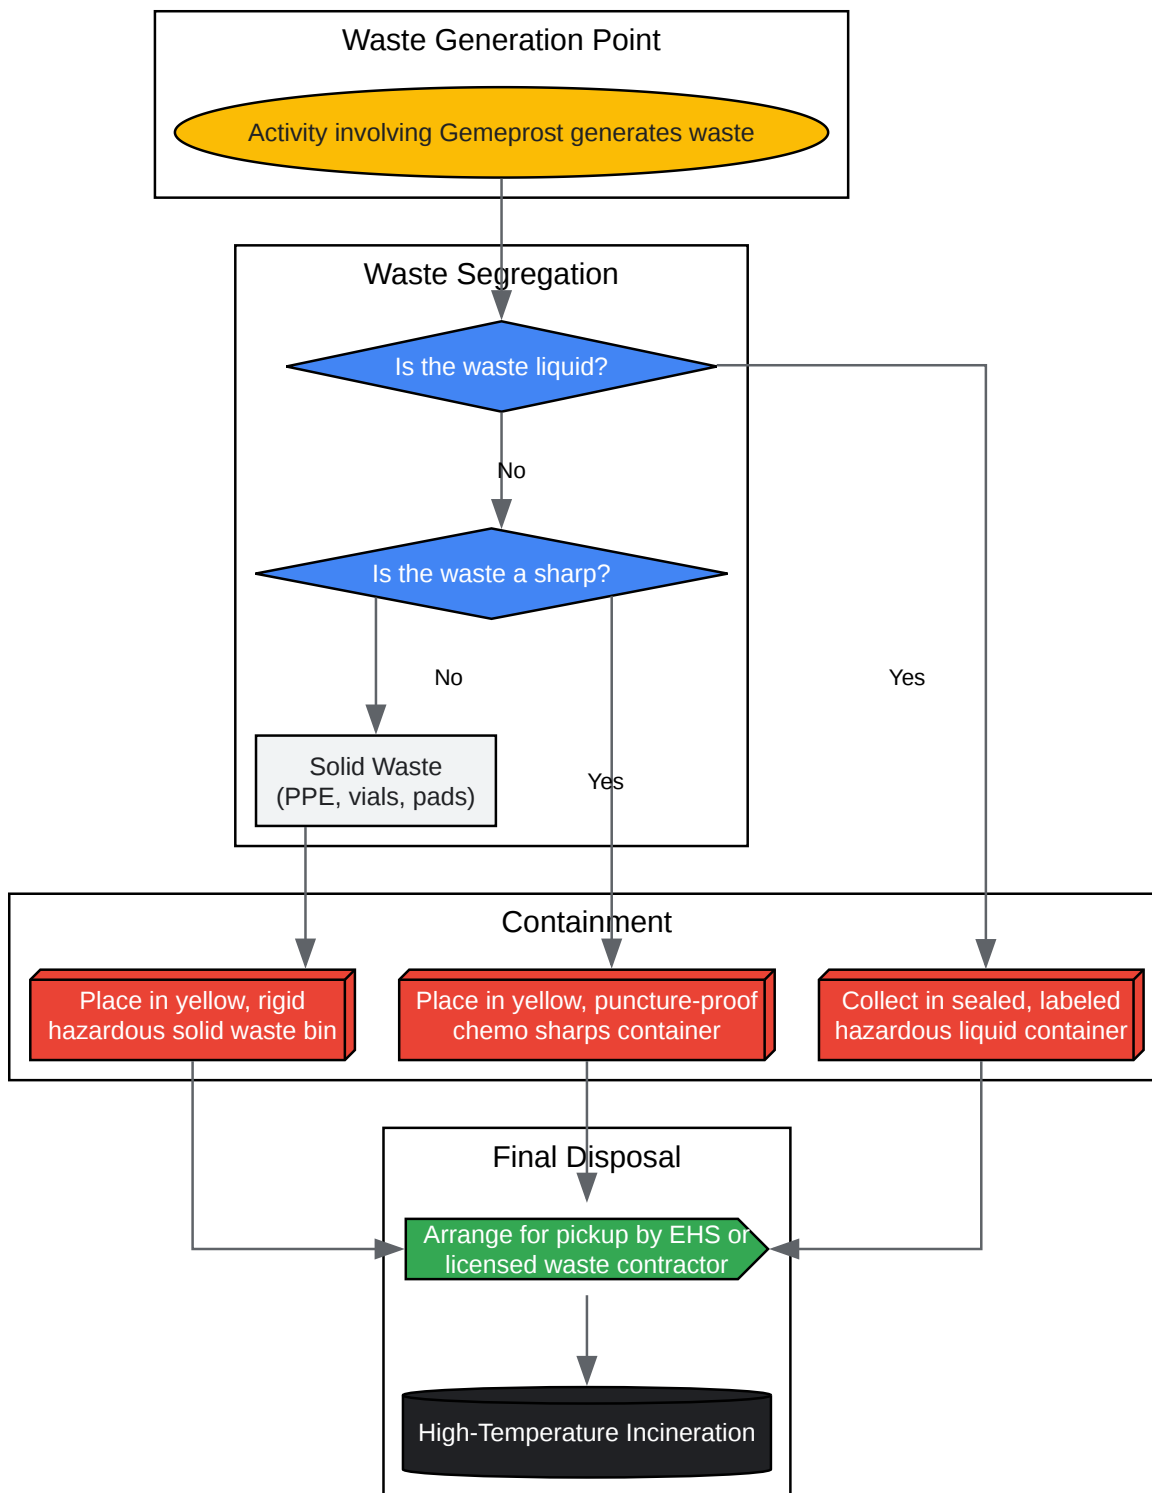 Waste Generation Point
Activity involving Gemeprost generates waste
Waste Segregation
Is the waste liquid?
No
Is the waste a sharp?
No
Yes
Solid Waste
(PPE, vials, pads)
Yes
Containment
Place in yellow, rigid
hazardous solid waste bin
Place in yellow, puncture-proof
chemo sharps container
Collect in sealed, labeled
hazardous liquid container
Final Disposal
Arrange for pickup by EHS or
licensed waste contractor
High-Temperature Incineration